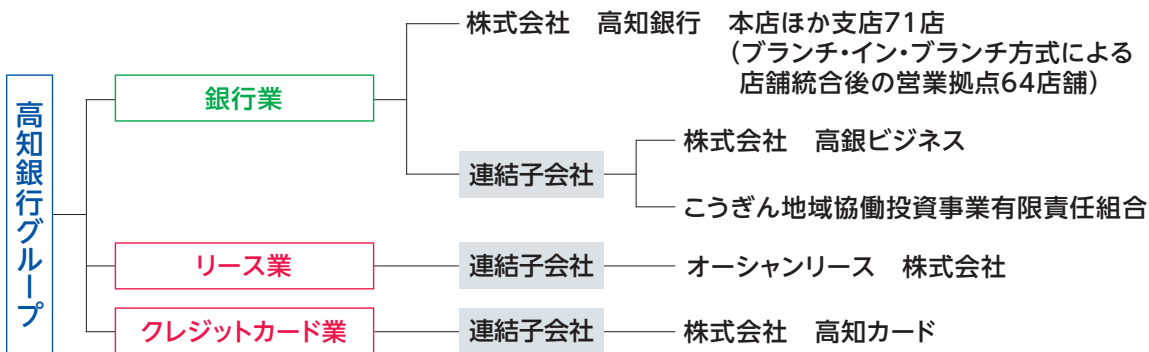 高知銀行グループ
銀行業
株式会社　高知銀行　本店ほか支店71店
（ブランチ・イン・ブランチ方式による
店舗統合後の営業拠点64店舗）
連結子会社
株式会社　高銀ビジネス
こうぎん地域協働投資事業有限責任組合
リース業
連結子会社
オーシャンリース　株式会社
クレジットカード業
連結子会社
株式会社　高知カード